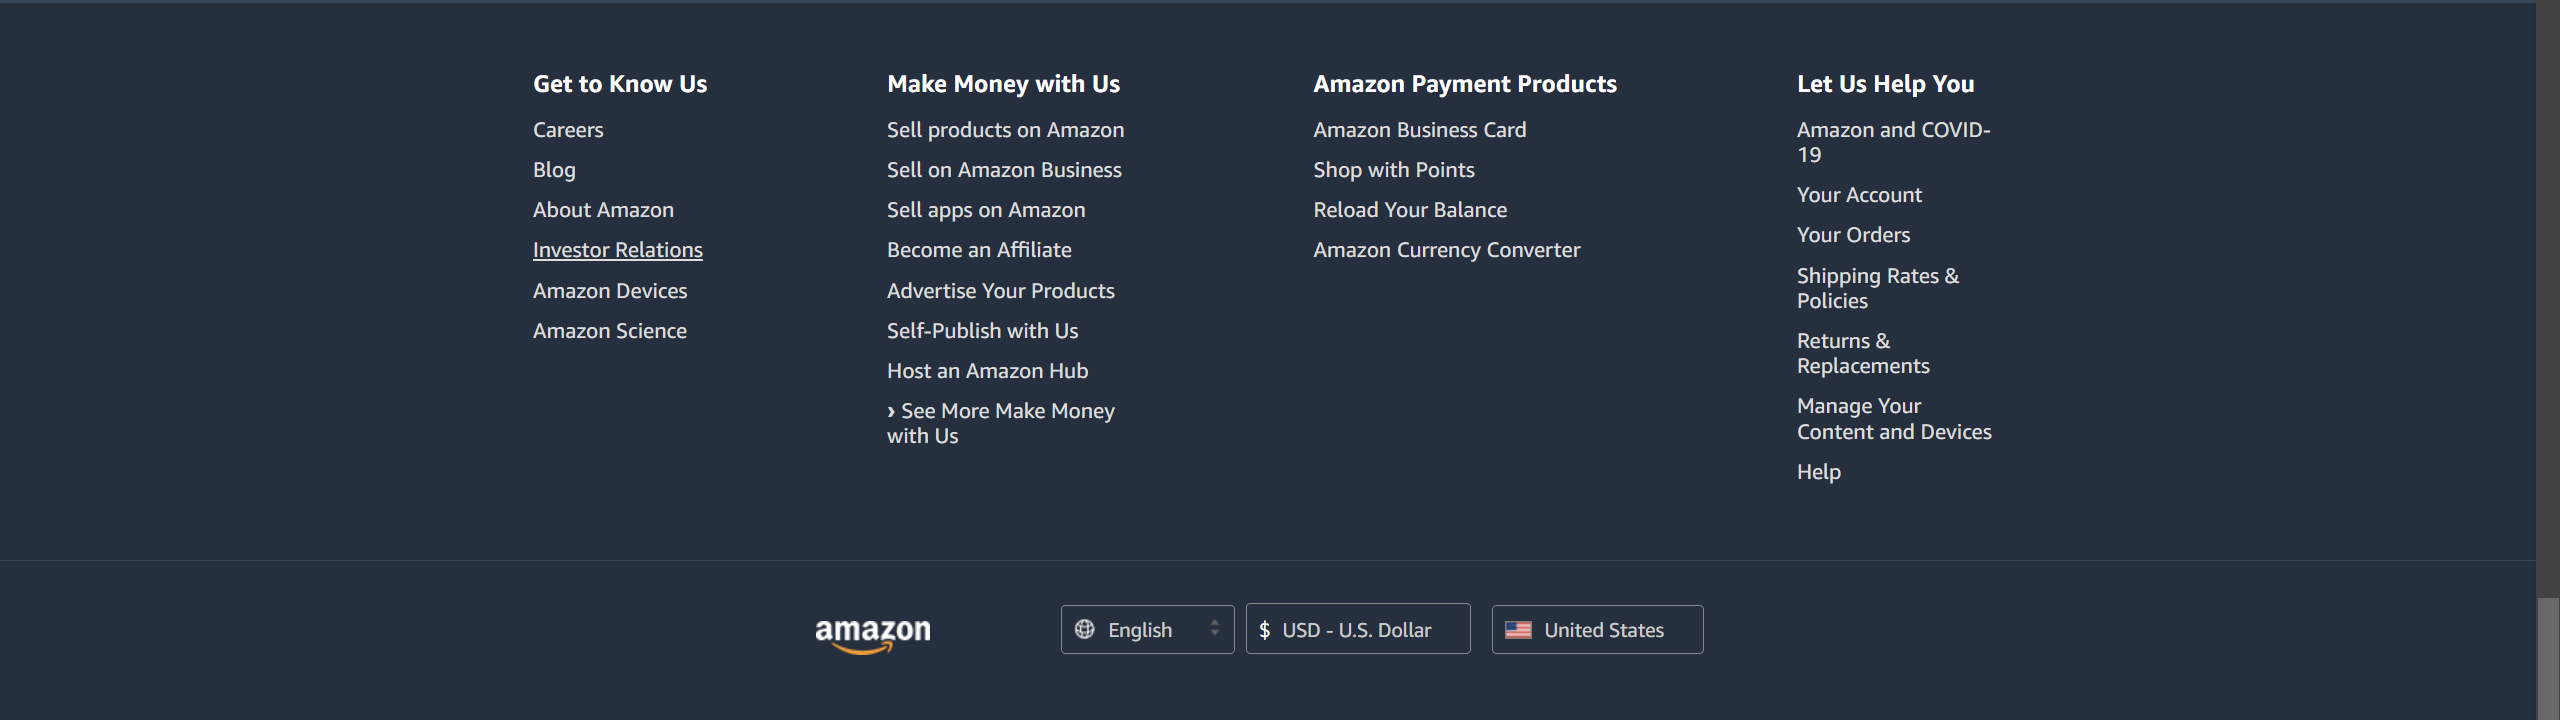 Get to Know Us
Careers
Blog
About Amazon
Investor Relations
Amazon Devices
Amazon Science
Make Money with Us
Sell products on Amazon
Sell on Amazon Business
Sell apps on Amazon
Become an Affiliate
Advertise Your Products
Self-Publish with Us
Host an Amazon Hub
› See More Make Money
with Us
Amazon Payment Products
Amazon Business Card
Shop with Points
Reload Your Balance
Amazon Currency Converter
Let Us Help You
Amazon and COVID-
19
Your Account
Your Orders
Shipping Rates &
Policies
Returns &
Replacements
Manage Your
Content and Devices
Help
amazon
English
$ USD - U.S. Dollar
United States